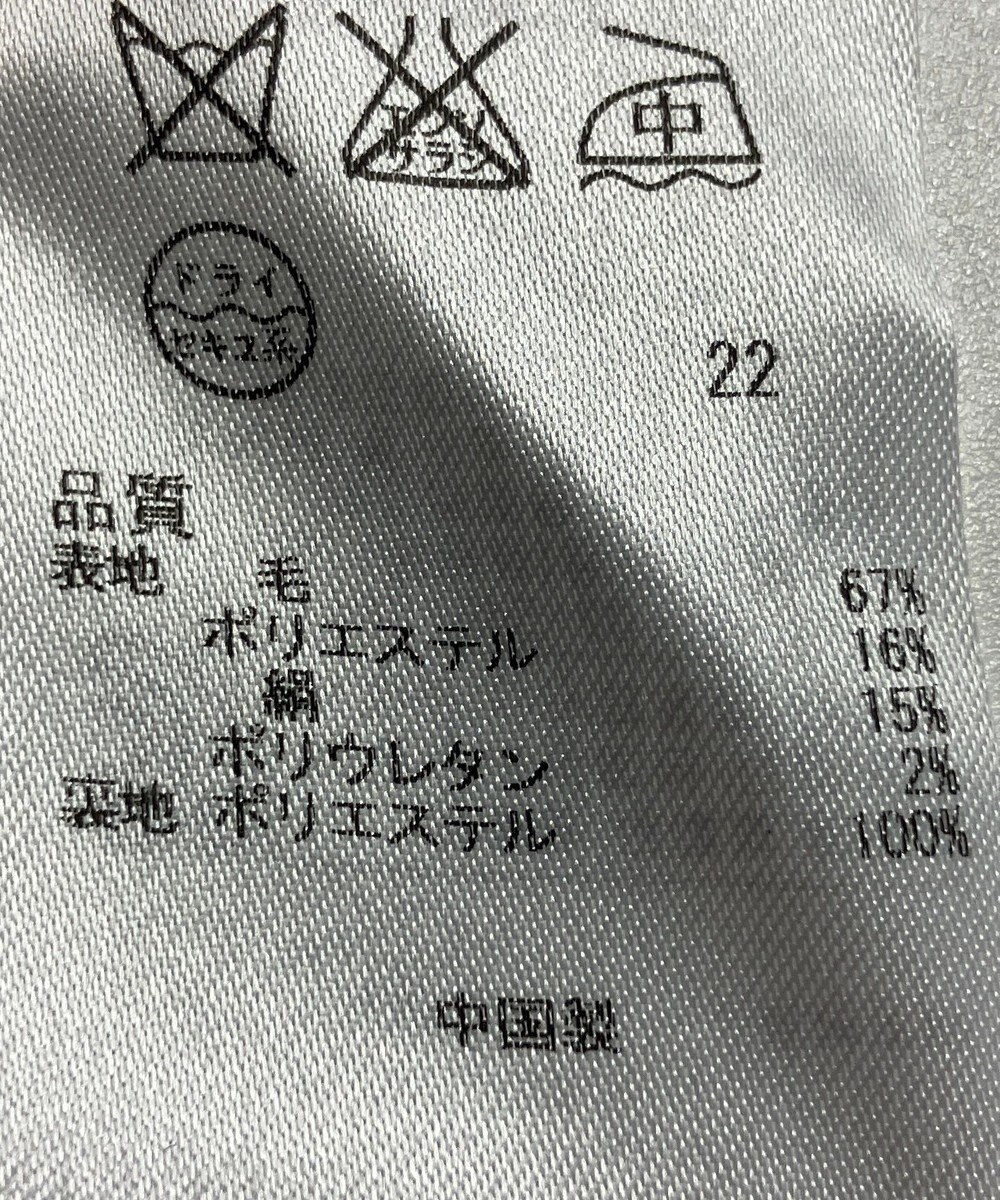 エンソ
サラシ
中
ドライ
セキユ系
22
品質
表地 毛 67%
ポリエステル 16%
絹 15%
ポリウレタン 2%
裏地 ポリエステル 100%
中国製